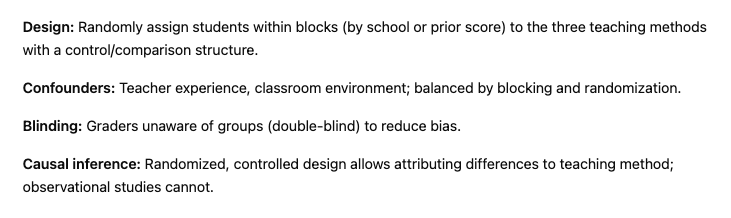 Design: Randomly assign students within blocks (by school or prior score) to the three teaching methods
with a control/comparison structure.
Confounders: Teacher experience, classroom environment; balanced by blocking and randomization.
Blinding: Graders unaware of groups (double-blind) to reduce bias.
Causal inference: Randomized, controlled design allows attributing differences to teaching method;
observational studies cannot.